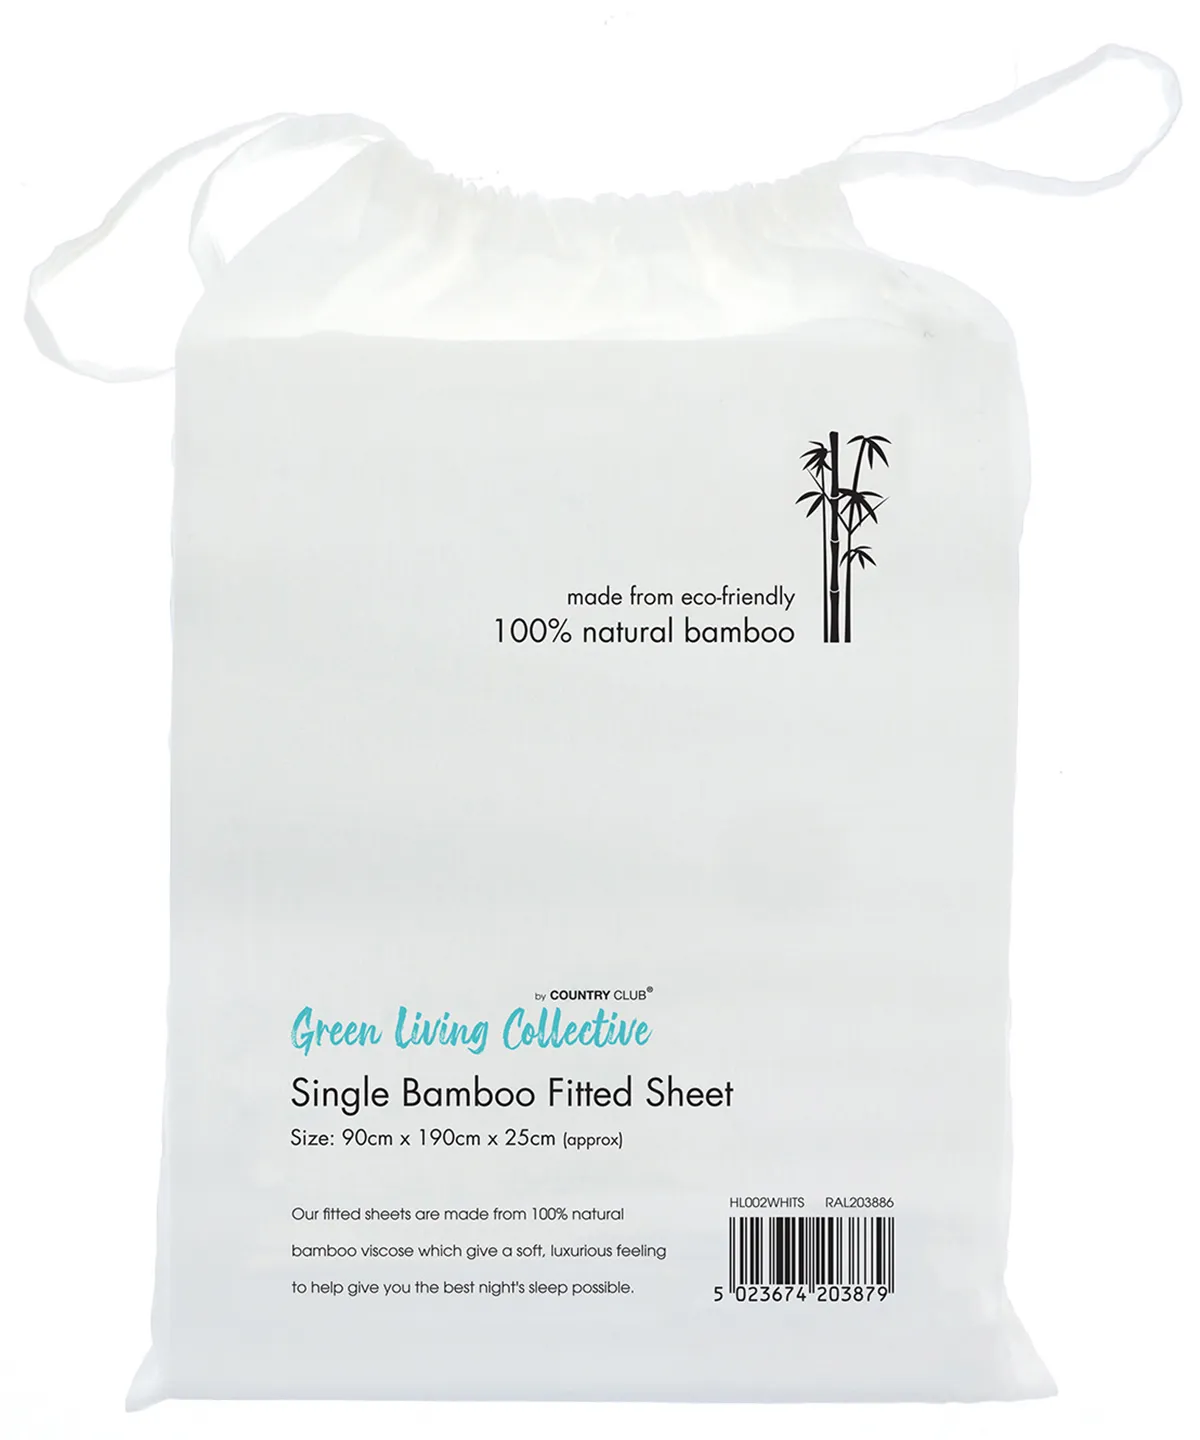 made from eco-friendly
100% natural bamboo
by COUNTRY CLUB®
Green Living Collective
Single Bamboo Fitted Sheet
Size: 90cm x 190cm x 25cm (approx)
Our fitted sheets are made from 100% natural
bamboo viscose which give a soft, luxurious feeling
to help give you the best night's sleep possible.
HL002WHITS RAL203886
5 023674 203879